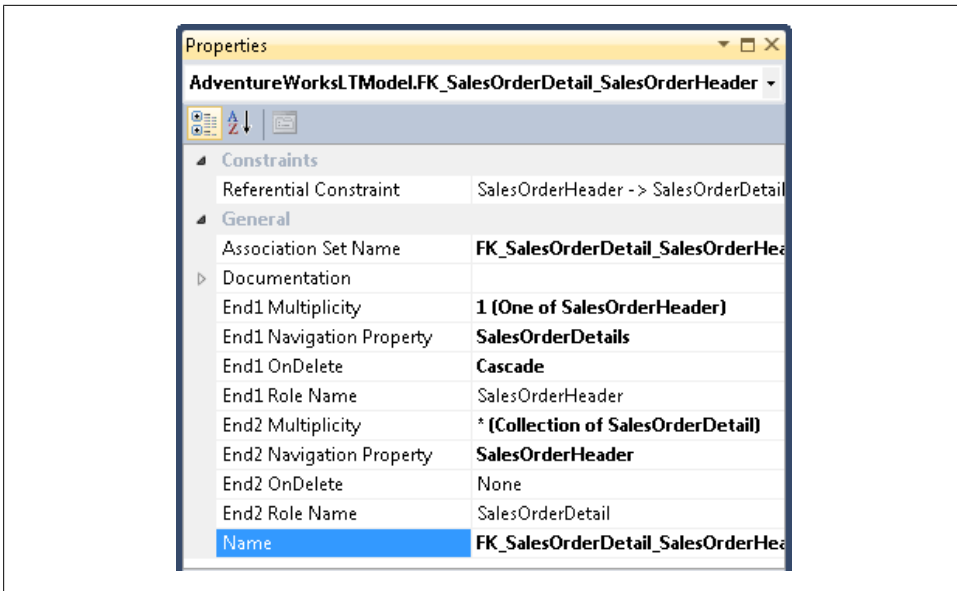 Properties
AdventureWorksLTModel.FK_SalesOrderDetail_SalesOrderHeader
Constraints
Referential Constraint SalesOrderHeader -> SalesOrderDetail
General
Association Set Name FK_SalesOrderDetail_SalesOrderHea
Documentation
End1 Multiplicity 1 (One of SalesOrderHeader)
End1 Navigation Property SalesOrderDetails
End1 OnDelete Cascade
End1 Role Name SalesOrderHeader
End2 Multiplicity * (Collection of SalesOrderDetail)
End2 Navigation Property SalesOrderHeader
End2 OnDelete None
End2 Role Name SalesOrderDetail
Name FK_SalesOrderDetail_SalesOrderHea